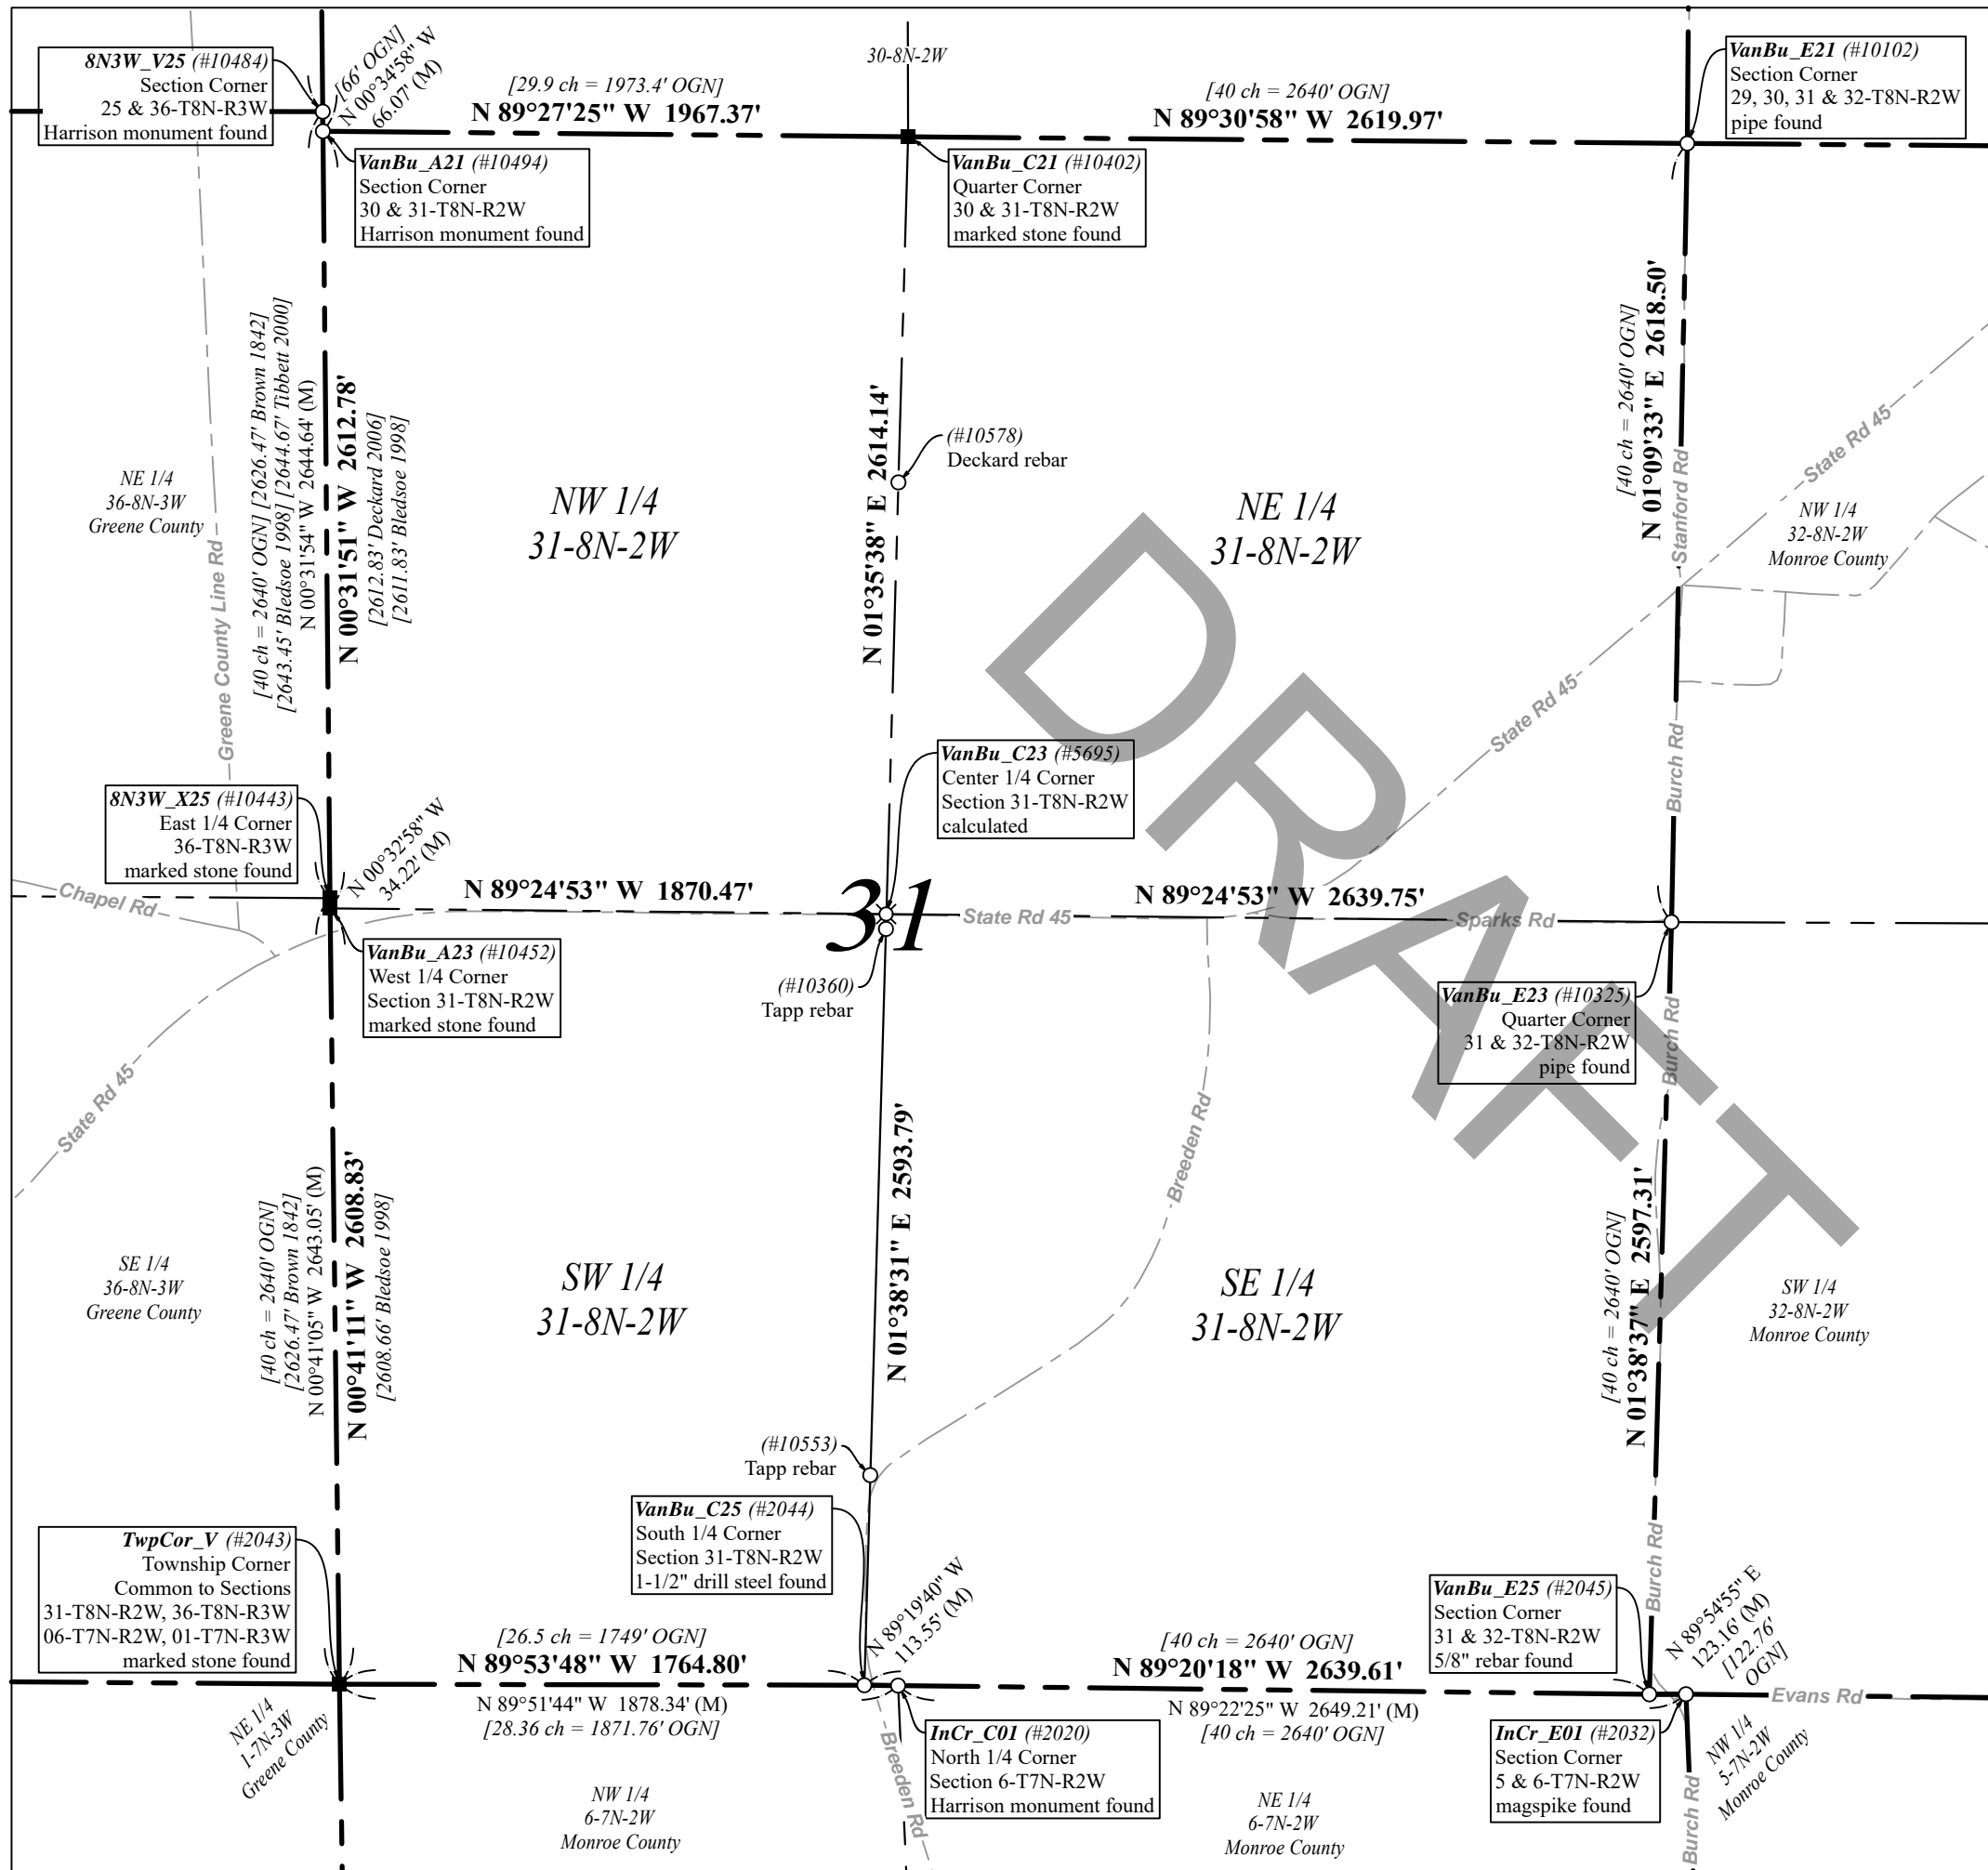 8N3W_V25 (#10484)
Section Corner
25 & 36-T8N-R3W
Harrison monument found
[66' OGN]
N 00°34'58" W
66.07' (M)
[29.9 ch = 1973.4' OGN]
N 89°27'25" W 1967.37'
30-8N-2W
[40 ch = 2640' OGN]
N 89°30'58" W 2619.97'
VanBu_E21 (#10102)
Section Corner
29, 30, 31 & 32-T8N-R2W
pipe found
VanBu_A21 (#10494)
Section Corner
30 & 31-T8N-R2W
Harrison monument found
VanBu_C21 (#10402)
Quarter Corner
30 & 31-T8N-R2W
marked stone found
NE 1/4
36-8N-3W
Greene County
Greene County Line Rd
[40 ch = 2640' OGN] [2626.47' Brown 1842]
[2643.45' Bledsoe 1998] [2644.67' Tibbett 2000]
N 00°31'54" W 2644.64' (M)
N 00°31'51" W 2612.78'
[2612.83' Deckard 2006]
[2611.83' Bledsoe 1998]
NW 1/4
31-8N-2W
N 01°35'38" E 2614.14'
(#10578)
Deckard rebar
NE 1/4
31-8N-2W
[40 ch = 2640' OGN]
N 01°09'33" E 2618.50'
Stanford Rd
State Rd 45
NW 1/4
32-8N-2W
Monroe County
State Rd 45
Burch Rd
8N3W_X25 (#10443)
East 1/4 Corner
36-T8N-R3W
marked stone found
N 00°32'58" W
34.22' (M)
VanBu_C23 (#5695)
Center 1/4 Corner
Section 31-T8N-R2W
calculated
Chapel Rd
N 89°24'53" W 1870.47'
31
State Rd 45
N 89°24'53" W 2639.75'
Sparks Rd
DRAFT
VanBu_A23 (#10452)
West 1/4 Corner
Section 31-T8N-R2W
marked stone found
(#10360)
Tapp rebar
VanBu_E23 (#10325)
Quarter Corner
31 & 32-T8N-R2W
pipe found
Burch Rd
State Rd 45
Breeden Rd
SE 1/4
36-8N-3W
Greene County
[40 ch = 2640' OGN]
[2626.47' Brown 1842]
N 00°41'05" W 2643.05' (M)
N 00°41'11" W 2608.83'
[2608.66' Bledsoe 1998]
SW 1/4
31-8N-2W
N 01°38'31" E 2593.79'
SE 1/4
31-8N-2W
[40 ch = 2640' OGN]
N 01°38'37" E 2597.31'
SW 1/4
32-8N-2W
Monroe County
(#10553)
Tapp rebar
VanBu_C25 (#2044)
South 1/4 Corner
Section 31-T8N-R2W
1-1/2" drill steel found
TwpCor_V (#2043)
Township Corner
Common to Sections
31-T8N-R2W, 36-T8N-R3W
06-T7N-R2W, 01-T7N-R3W
marked stone found
[26.5 ch = 1749' OGN]
N 89°53'48" W 1764.80'
N 89°51'44" W 1878.34' (M)
[28.36 ch = 1871.76' OGN]
N 89°19'40" W
113.55' (M)
[40 ch = 2640' OGN]
N 89°20'18" W 2639.61'
N 89°22'25" W 2649.21' (M)
[40 ch = 2640' OGN]
VanBu_E25 (#2045)
Section Corner
31 & 32-T8N-R2W
5/8" rebar found
Burch Rd
N 89°54'55" E
123.16' (M)
[122.76'
OGN]
Evans Rd
NE 1/4
1-7N-3W
Greene County
NW 1/4
6-7N-2W
Monroe County
Breeden Rd
InCr_C01 (#2020)
North 1/4 Corner
Section 6-T7N-R2W
Harrison monument found
NE 1/4
6-7N-2W
Monroe County
InCr_E01 (#2032)
Section Corner
5 & 6-T7N-R2W
magspike found
Burch Rd
NW 1/4
5-7N-2W
Monroe County